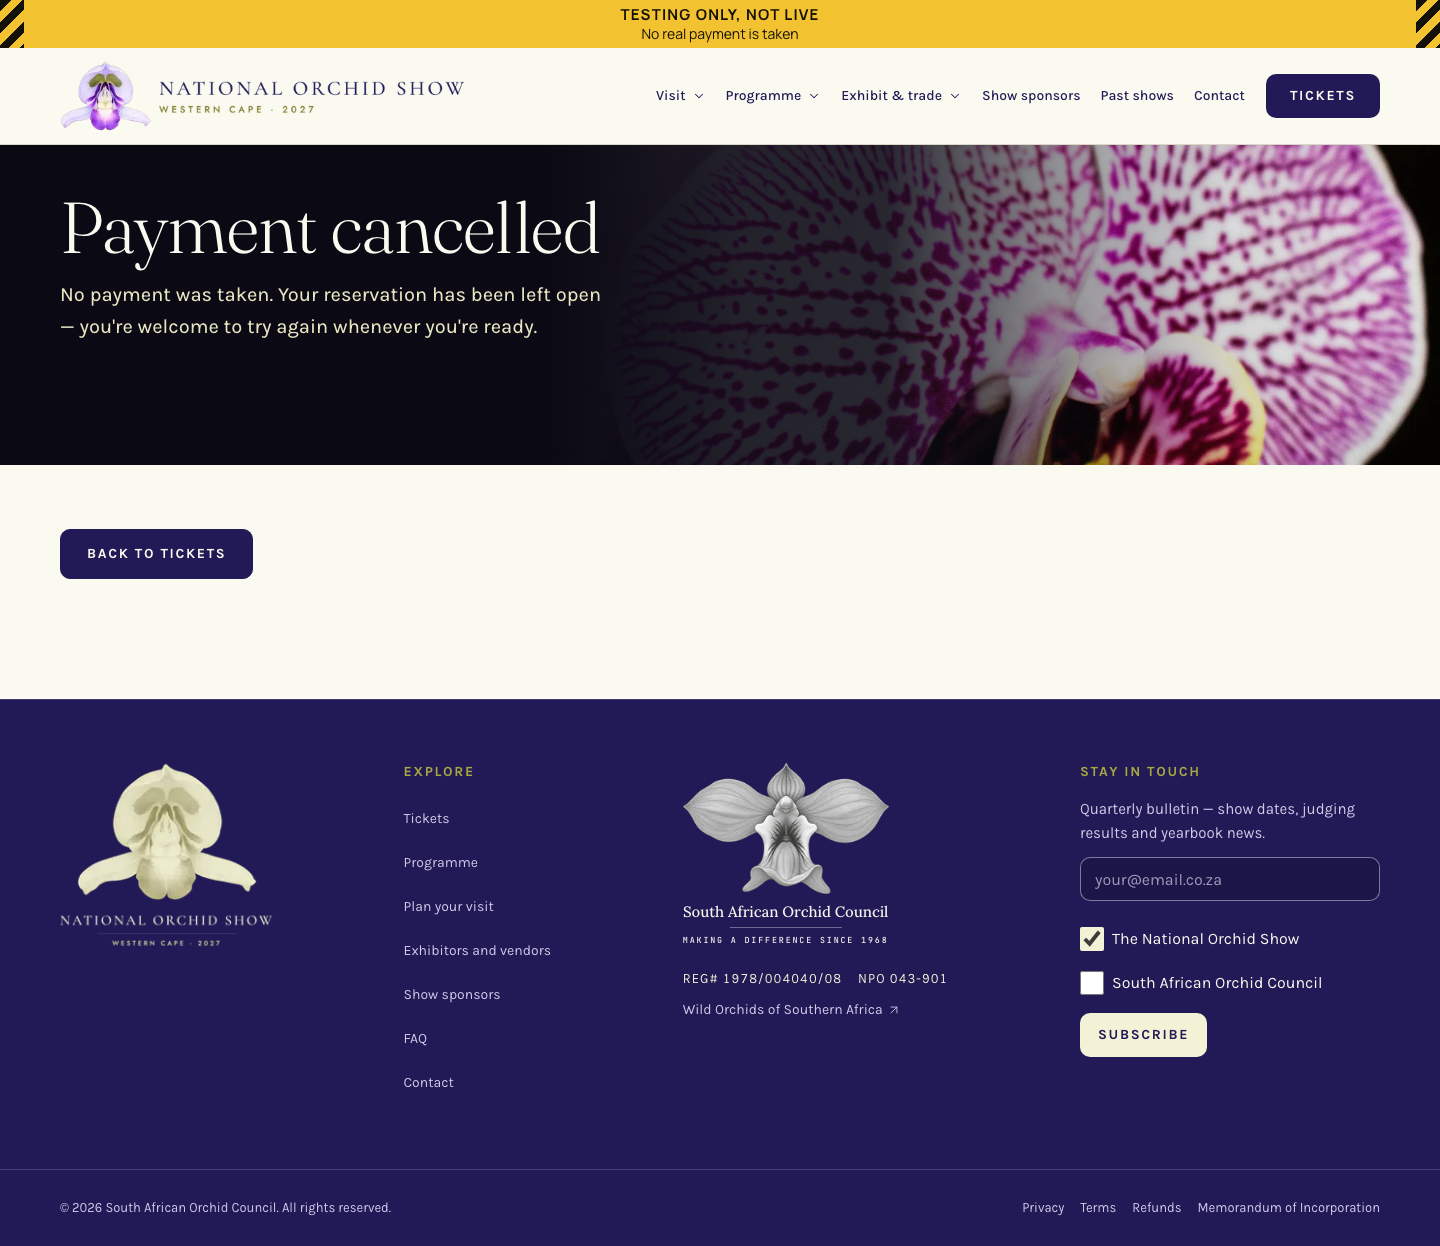 TESTING ONLY, NOT LIVE
No real payment is taken
NATIONAL ORCHID SHOW
WESTERN CAPE · 2027
Visit
Programme
Exhibit & trade
Show sponsors
Past shows
Contact
TICKETS
Payment cancelled
No payment was taken. Your reservation has been left open
— you're welcome to try again whenever you're ready.
BACK TO TICKETS
NATIONAL ORCHID SHOW
WESTERN CAPE · 2027
EXPLORE
Tickets
Programme
Plan your visit
Exhibitors and vendors
Show sponsors
FAQ
Contact
South African Orchid Council
MAKING A DIFFERENCE SINCE 1968
REG# 1978/004040/08 NPO 043-901
Wild Orchids of Southern Africa
STAY IN TOUCH
Quarterly bulletin — show dates, judging
results and yearbook news.
your@email.co.za
The National Orchid Show
South African Orchid Council
SUBSCRIBE
© 2026 South African Orchid Council. All rights reserved.
Privacy Terms Refunds Memorandum of Incorporation